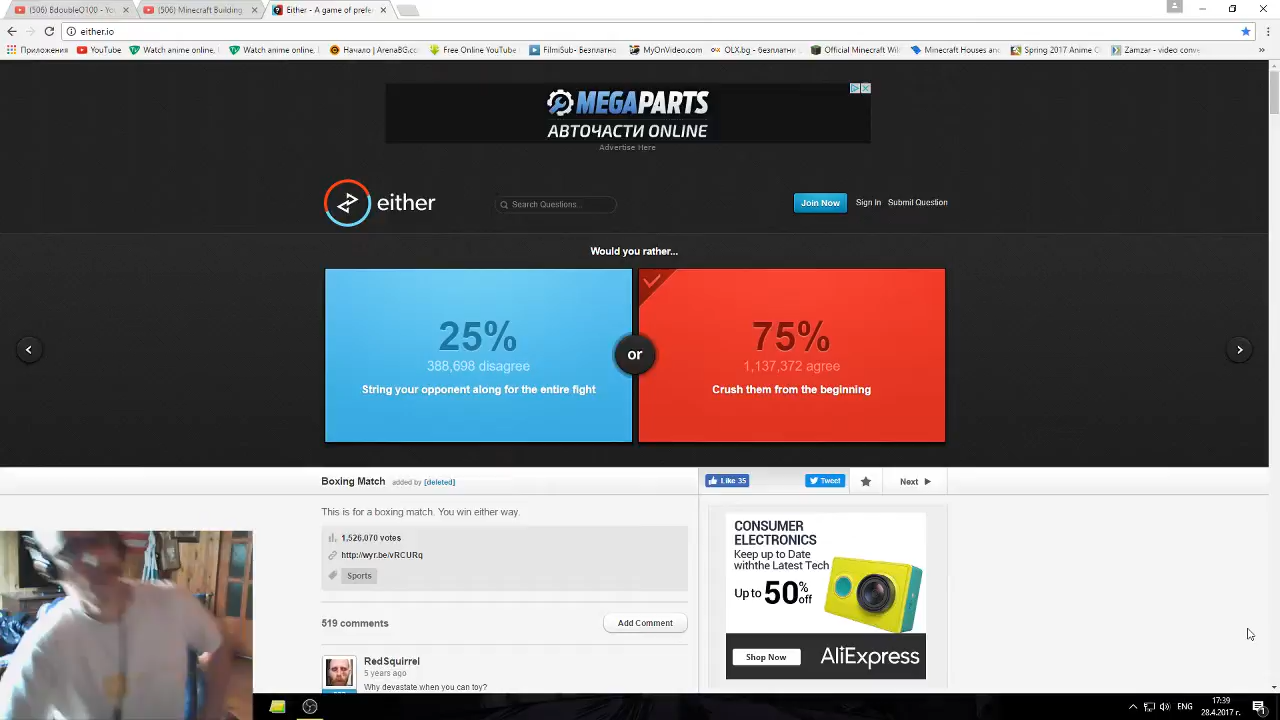 (506) BdoubleO100 - Yo
(506) Minecraft Building
Either - A game of prefe
either.io
Приложения
Watch anime online,
Watch anime online,
Начало | ArenaBG.co
Free Online YouTube
FilmiSub - Безплатно
MyOnVideo.com
OLX.bg - безплатни
Official Minecraft Wi
Minecraft Houses and
Spring 2017 Anime C
Zamzar - video conve
MEGAPARTS
АВТОЧАСТИ ONLINE
Advertise Here
either
Search Questions...
Join Now
Sign In
Submit Question
Would you rather...
25%
388,698 disagree
String your opponent along for the entire fight
or
75%
1,137,372 agree
Crush them from the beginning
Boxing Match added by [deleted]
Like 35
Tweet
Next
This is for a boxing match. You win either way.
1,526,070 votes
http://wyr.be/vRCURq
Sports
519 comments
Add Comment
RedSquirrel
5 years ago
Why devastate when you can toy?
CONSUMER
ELECTRONICS
Keep up to Date
withthe Latest Tech
Up to 50% off
Shop Now
AliExpress
ENG
17:39
28.4.2017 г.